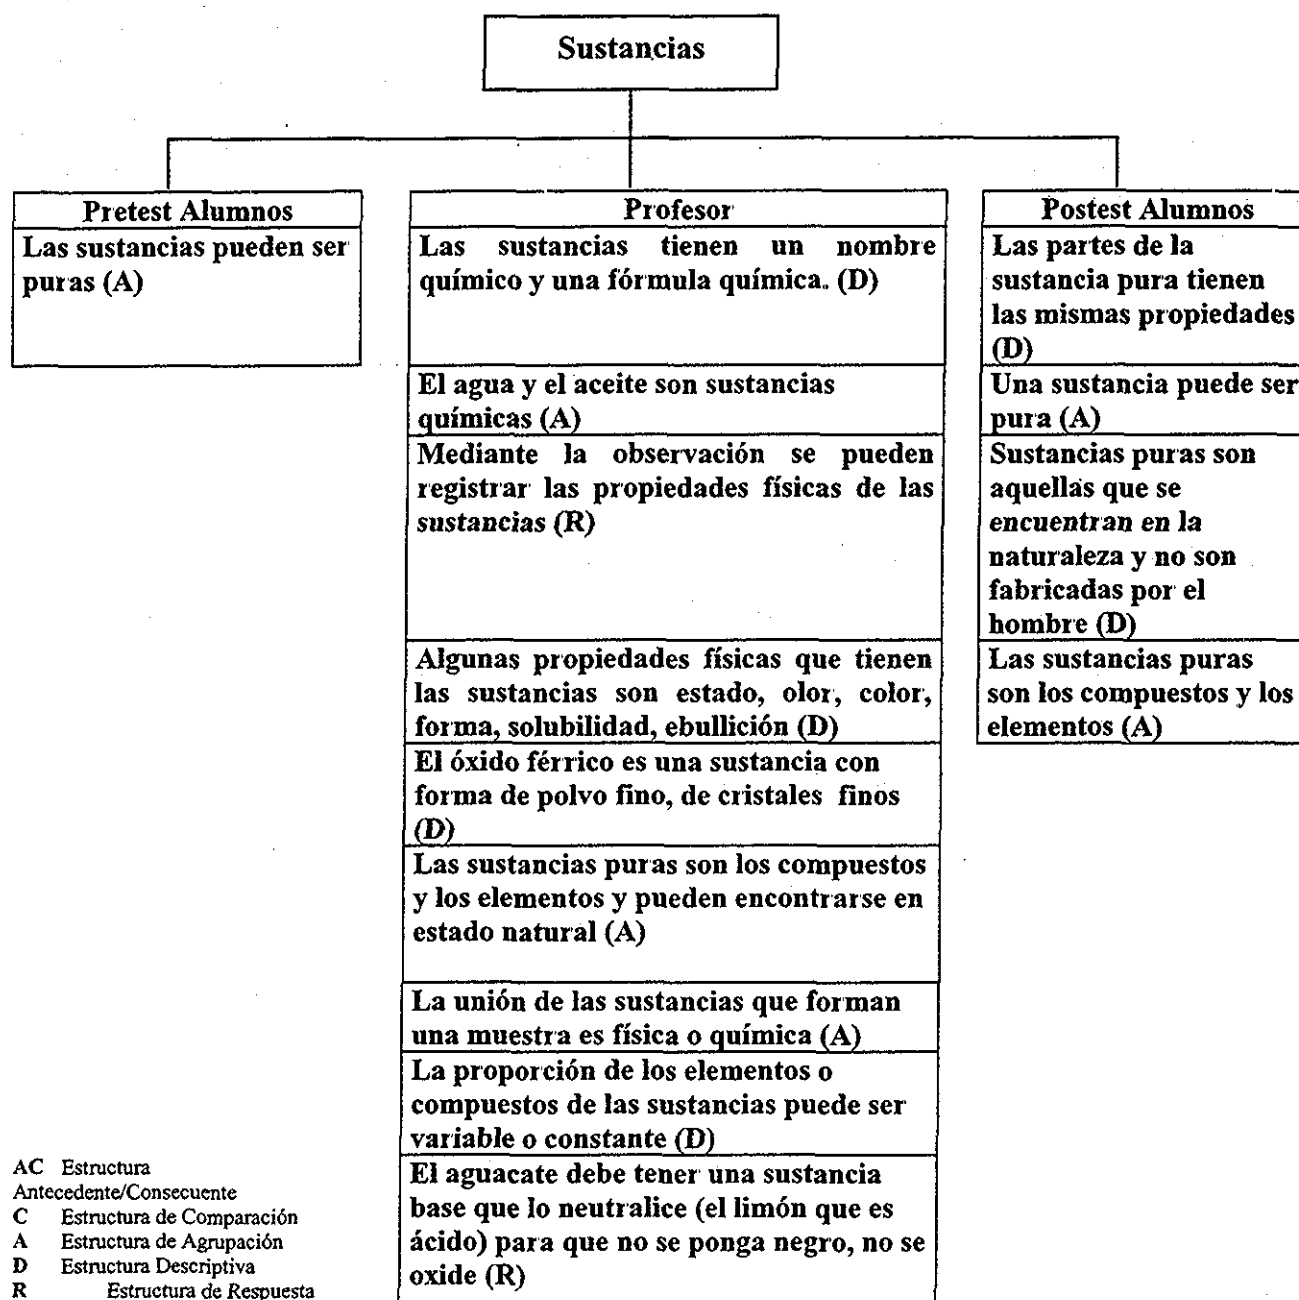 Sustancias
Pretest Alumnos
Las sustancias pueden ser
puras (A)
Profesor
Las sustancias tienen un nombre
químico y una fórmula química. (D)
El agua y el aceite son sustancias
químicas (A)
Mediante la observación se pueden
registrar las propiedades físicas de las
sustancias (R)
Algunas propiedades físicas que tienen
las sustancias son estado, olor, color,
forma, solubilidad, ebullición (D)
El óxido férrico es una sustancia con
forma de polvo fino, de cristales finos
(D)
Las sustancias puras son los compuestos
y los elementos y pueden encontrarse en
estado natural (A)
La unión de las sustancias que forman
una muestra es física o química (A)
La proporción de los elementos o
compuestos de las sustancias puede ser
variable o constante (D)
El aguacate debe tener una sustancia
base que lo neutralice (el limón que es
ácido) para que no se ponga negro, no se
oxide (R)
Postest Alumnos
Las partes de la
sustancia pura tienen
las mismas propiedades
(D)
Una sustancia puede ser
pura (A)
Sustancias puras son
aquellas que se
encuentran en la
naturaleza y no son
fabricadas por el
hombre (D)
Las sustancias puras
son los compuestos y los
elementos (A)
AC Estructura
Antecedente/Consecuente
C Estructura de Comparación
A Estructura de Agrupación
D Estructura Descriptiva
R Estructura de Respuesta